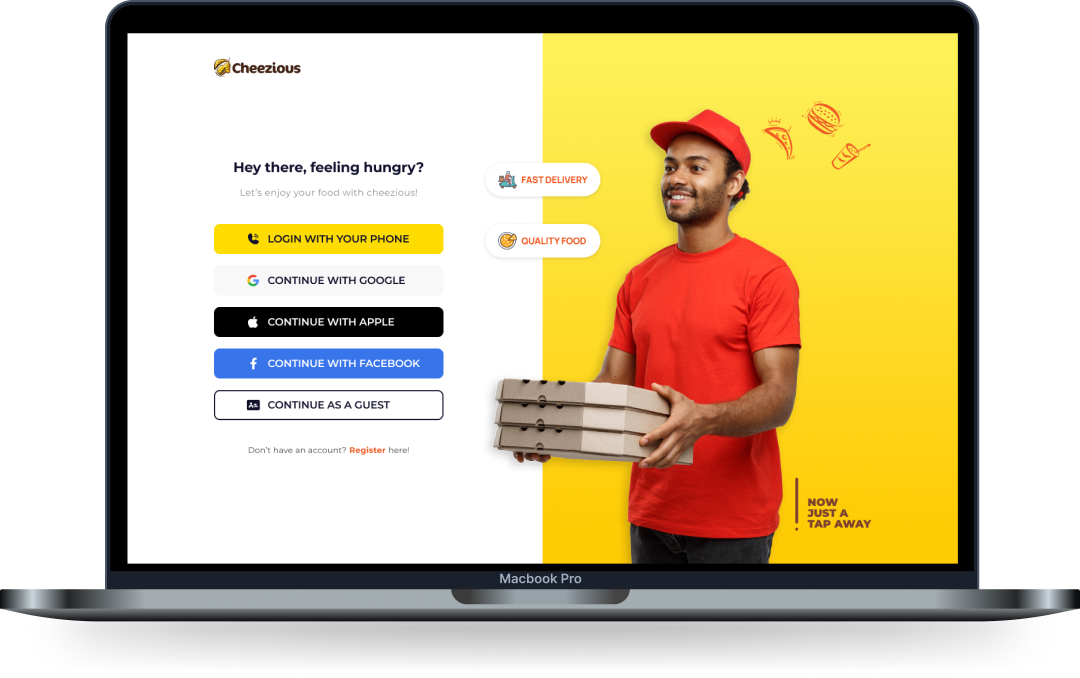 Cheezious
Hey there, feeling hungry?
Let's enjoy your food with cheezious!
LOGIN WITH YOUR PHONE
CONTINUE WITH GOOGLE
CONTINUE WITH APPLE
CONTINUE WITH FACEBOOK
CONTINUE AS A GUEST
Don't have an account? Register here!
FAST DELIVERY
QUALITY FOOD
NOW
JUST A
TAP AWAY
Macbook Pro